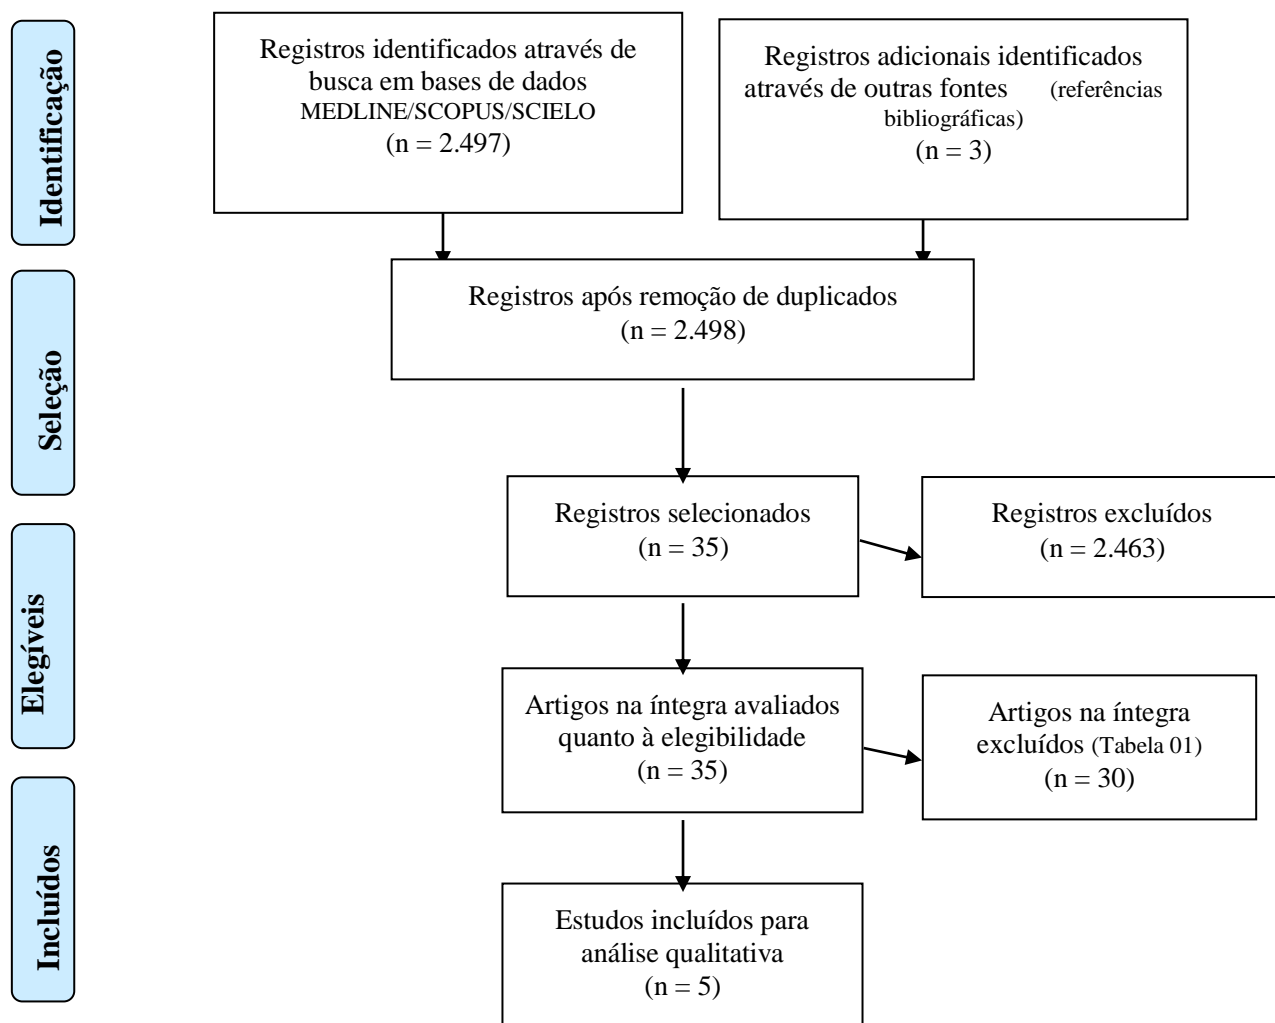 Identificação
Registros identificados através de
busca em bases de dados
MEDLINE/SCOPUS/SCIELO
(n = 2.497)
Registros adicionais identificados
através de outras fontes (referências
bibliográficas)
(n = 3)
Seleção
Registros após remoção de duplicados
(n = 2.498)
Registros selecionados
(n = 35)
Registros excluídos
(n = 2.463)
Elegíveis
Artigos na íntegra avaliados
quanto à elegibilidade
(n = 35)
Artigos na íntegra
excluídos (Tabela 01)
(n = 30)
Incluídos
Estudos incluídos para
análise qualitativa
(n = 5)